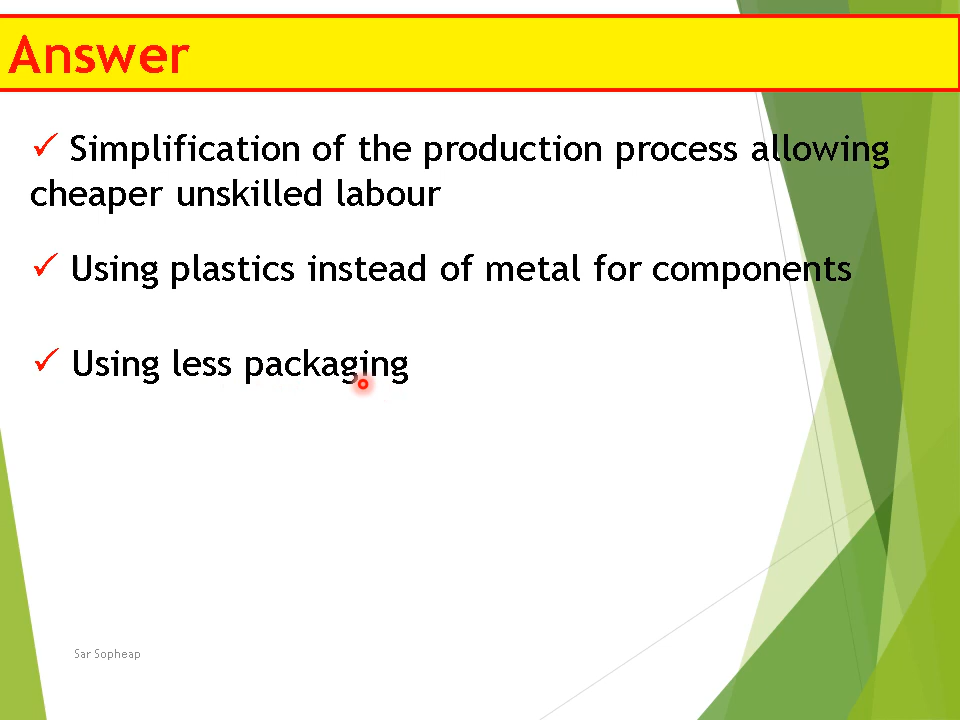 Answer
✓ Simplification of the production process allowing
cheaper unskilled labour
✓ Using plastics instead of metal for components
✓ Using less packaging
Sar Sopheap